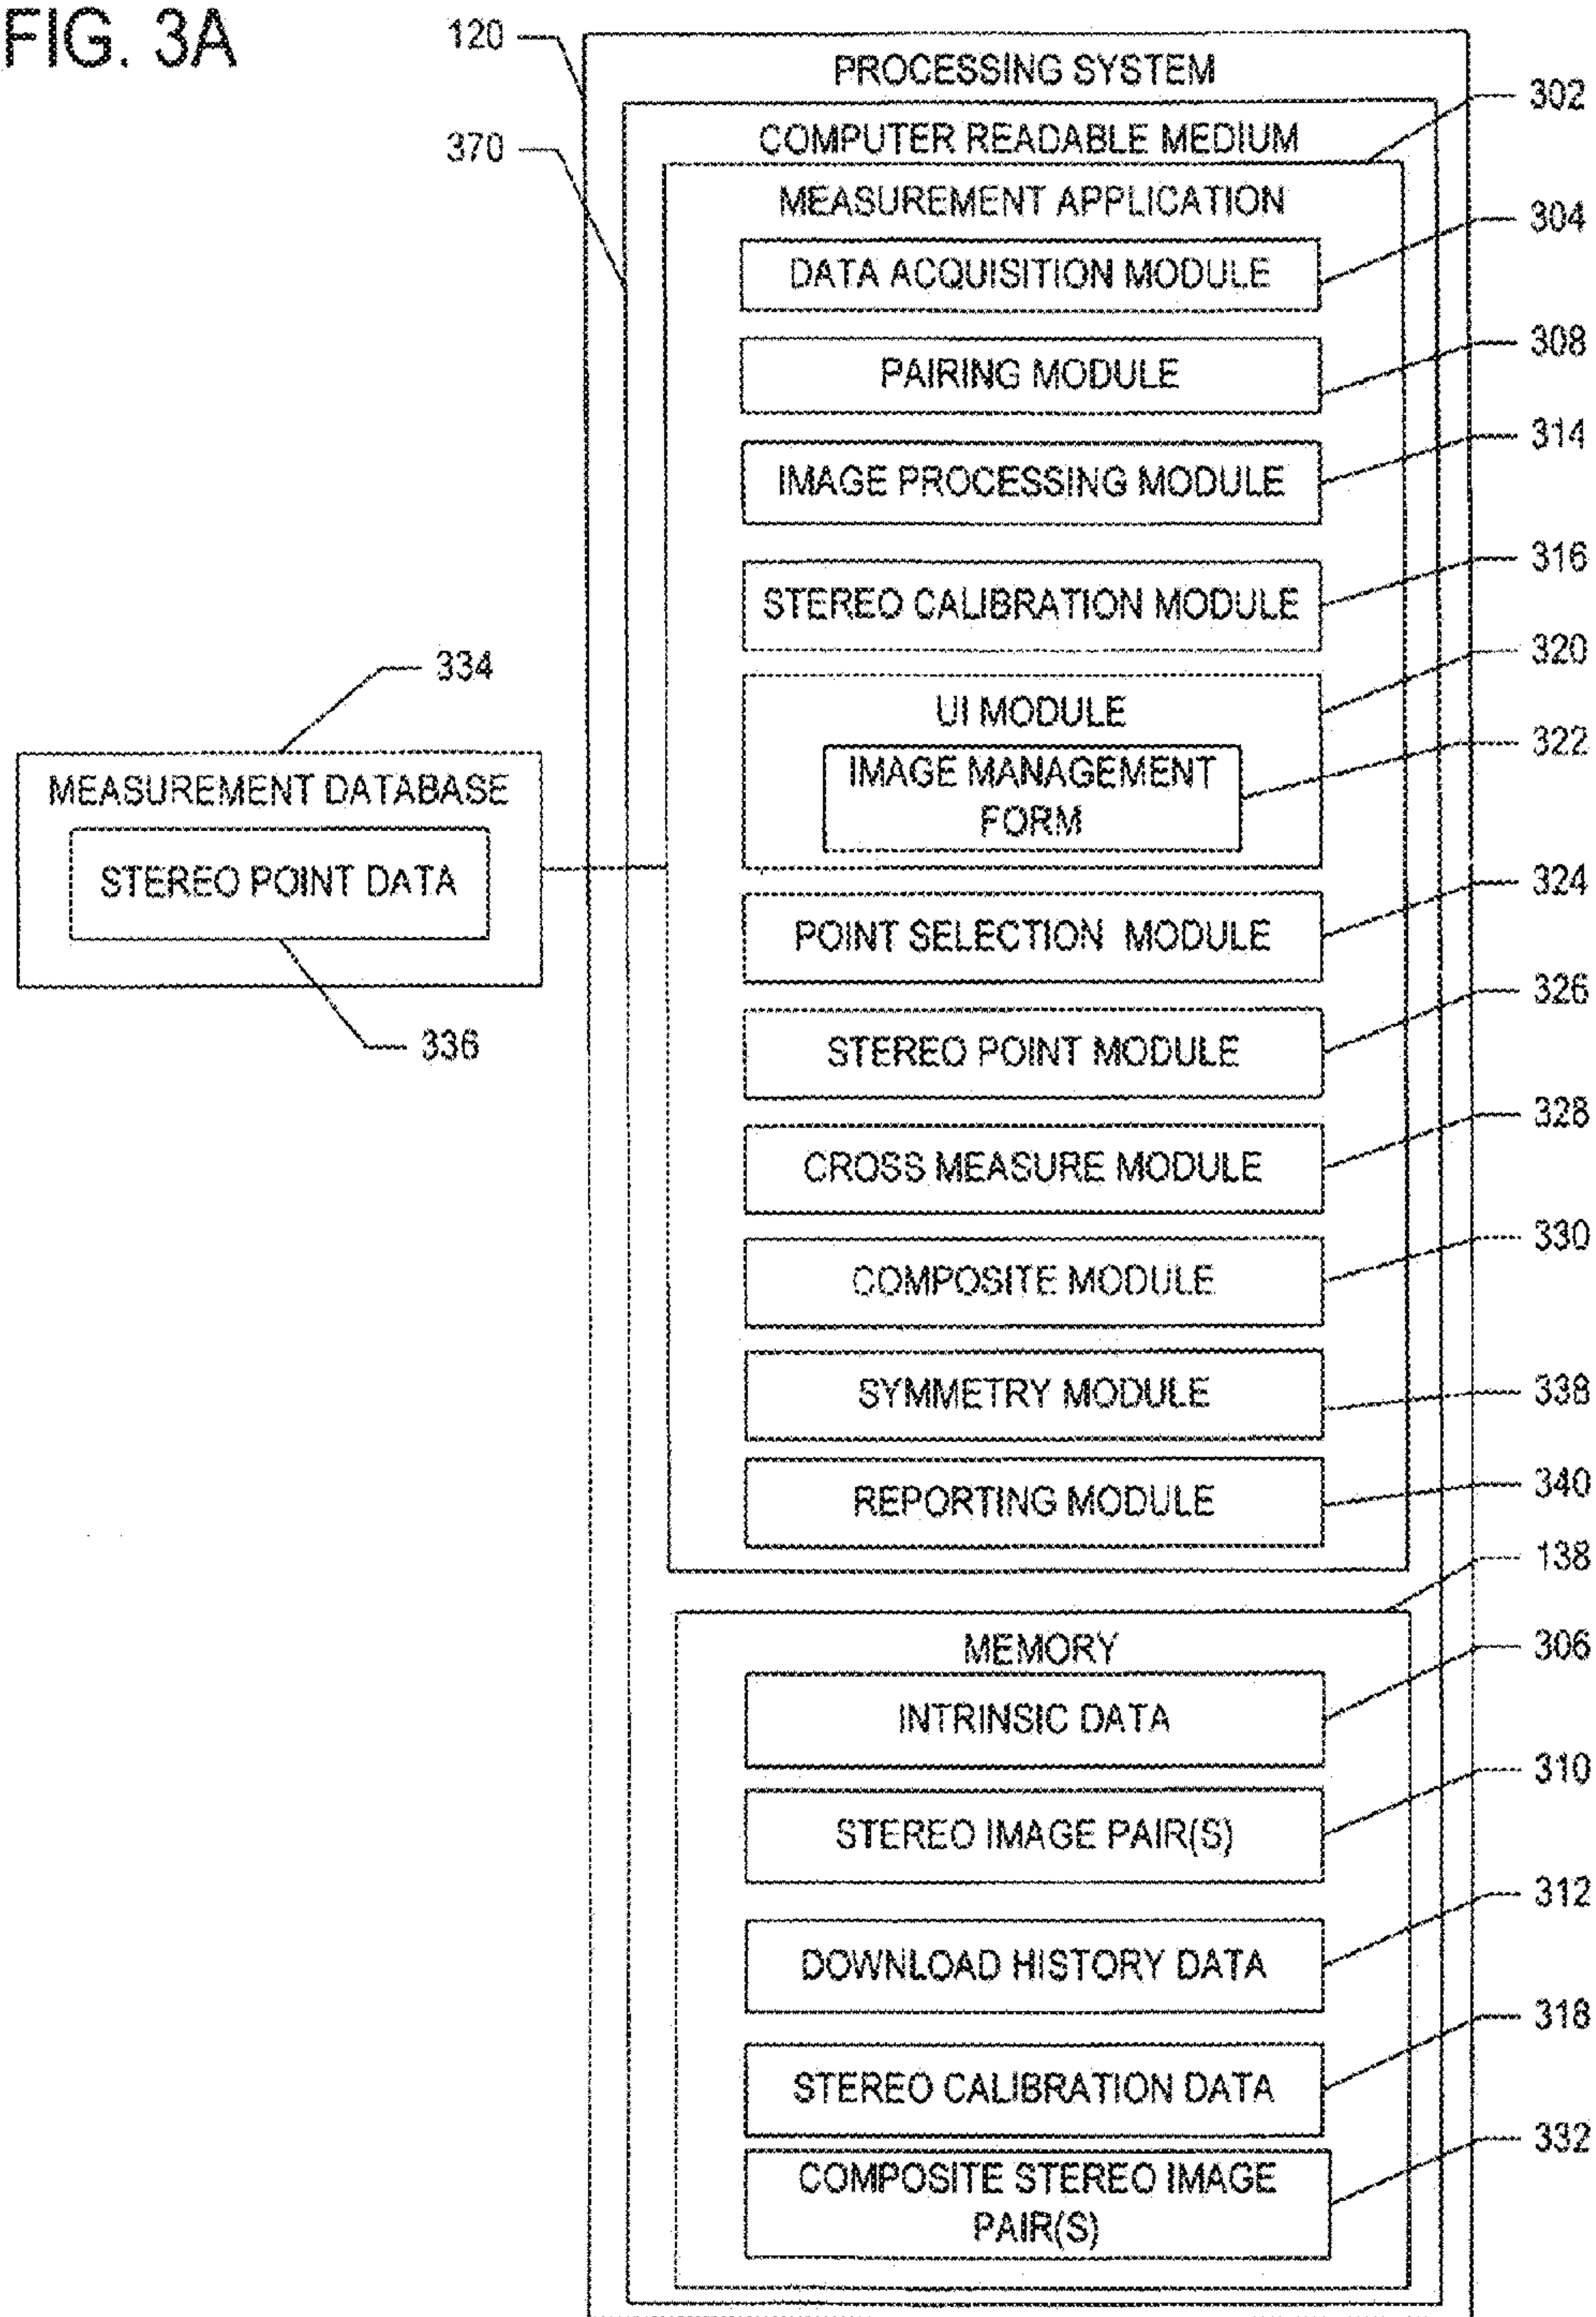 FIG. 3A
120
PROCESSING SYSTEM
370
COMPUTER READABLE MEDIUM
302
MEASUREMENT APPLICATION
304
DATA ACQUISITION MODULE
308
PAIRING MODULE
314
IMAGE PROCESSING MODULE
316
STEREO CALIBRATION MODULE
320
UI MODULE
322
IMAGE MANAGEMENT
FORM
334
MEASUREMENT DATABASE
STEREO POINT DATA
336
324
POINT SELECTION MODULE
326
STEREO POINT MODULE
328
CROSS MEASURE MODULE
330
COMPOSITE MODULE
338
SYMMETRY MODULE
340
REPORTING MODULE
138
MEMORY
306
INTRINSIC DATA
310
STEREO IMAGE PAIR(S)
312
DOWNLOAD HISTORY DATA
318
STEREO CALIBRATION DATA
332
COMPOSITE STEREO IMAGE
PAIR(S)